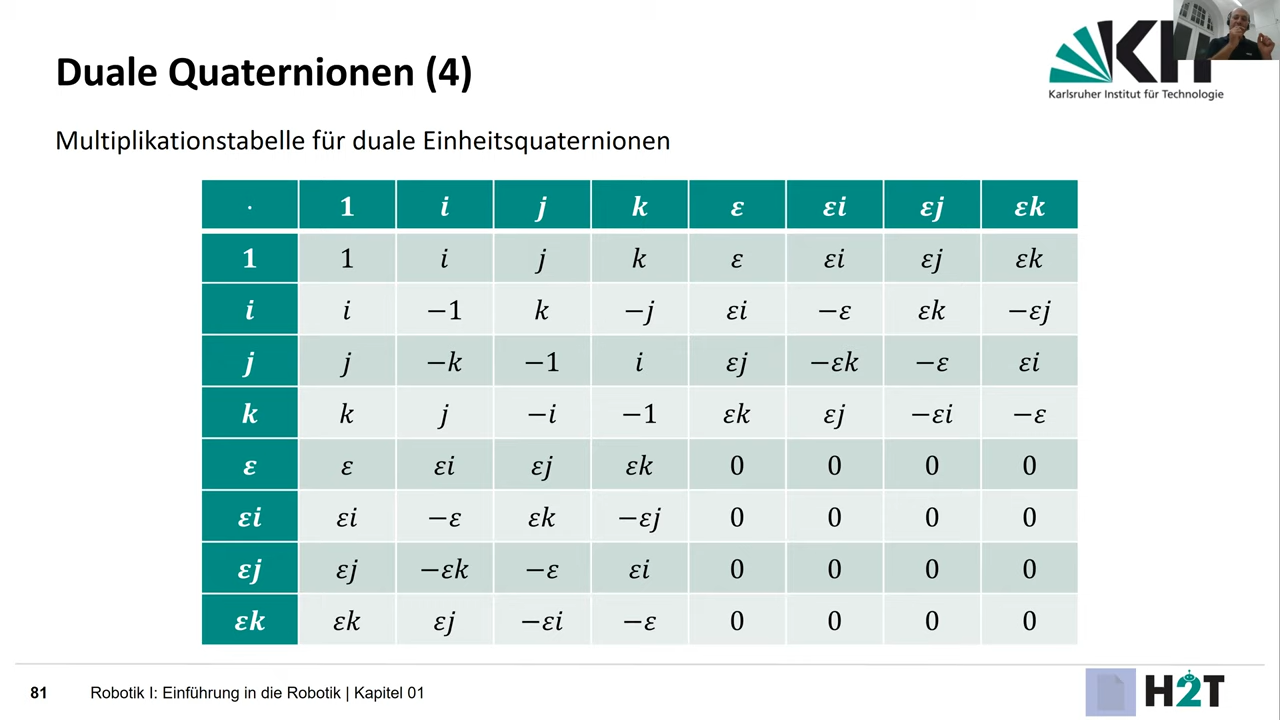 Duale Quaternionen (4)
Karlsruher Institut für Technologie
Multiplikationstabelle für duale Einheitsquaternionen
· 1 i j k ε εi εj εk
1 1 i j k ε εi εj εk
i i −1 k −j εi −ε εk −εj
j j −k −1 i εj −εk −ε εi
k k j −i −1 εk εj −εi −ε
ε ε εi εj εk 0 0 0 0
εi εi −ε εk −εj 0 0 0 0
εj εj −εk −ε εi 0 0 0 0
εk εk εj −εi −ε 0 0 0 0
81 Robotik I: Einführung in die Robotik | Kapitel 01
H2T